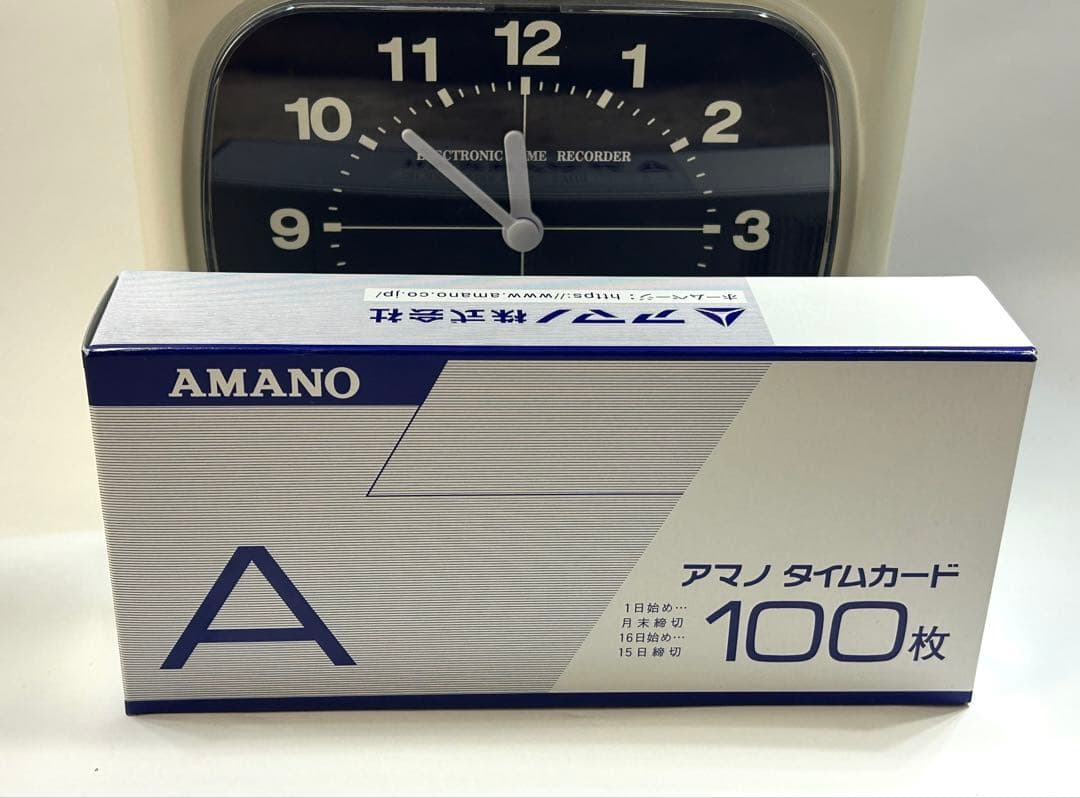 12
11
1
10
2
ELECTRONIC TIME RECORDER
9
3
ホームページ：https://www.amano.co.jp/
アマノ株式会社
AMANO
A
アマノ タイムカード
1日始め…
月末締切
16日始め…
15日締切
100枚